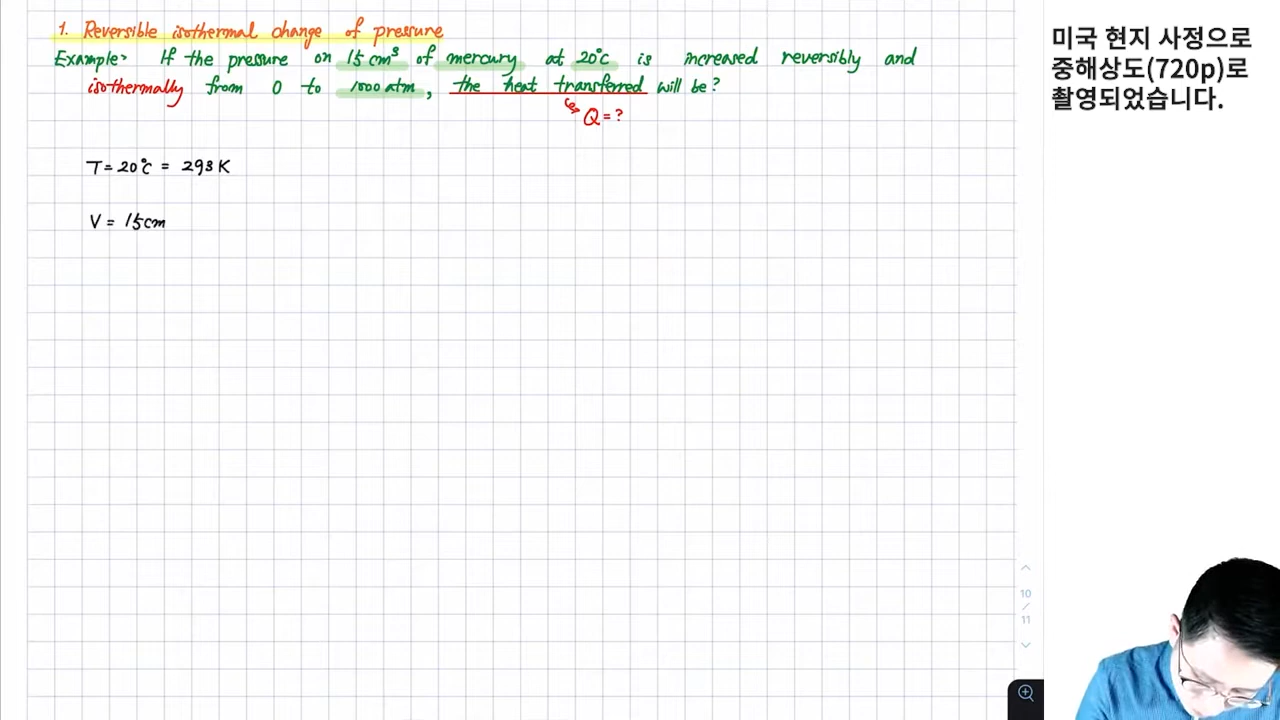 1. Reversible isothermal change of pressure
Example> If the pressure on 15 cm³ of mercury at 20°C is increased reversibly and
isothermally from 0 to 1000 atm, the heat transferred will be?
↳ Q = ?
T = 20°C = 293 K
V = 15cm
미국 현지 사정으로
중해상도(720p)로
촬영되었습니다.
10
/
11